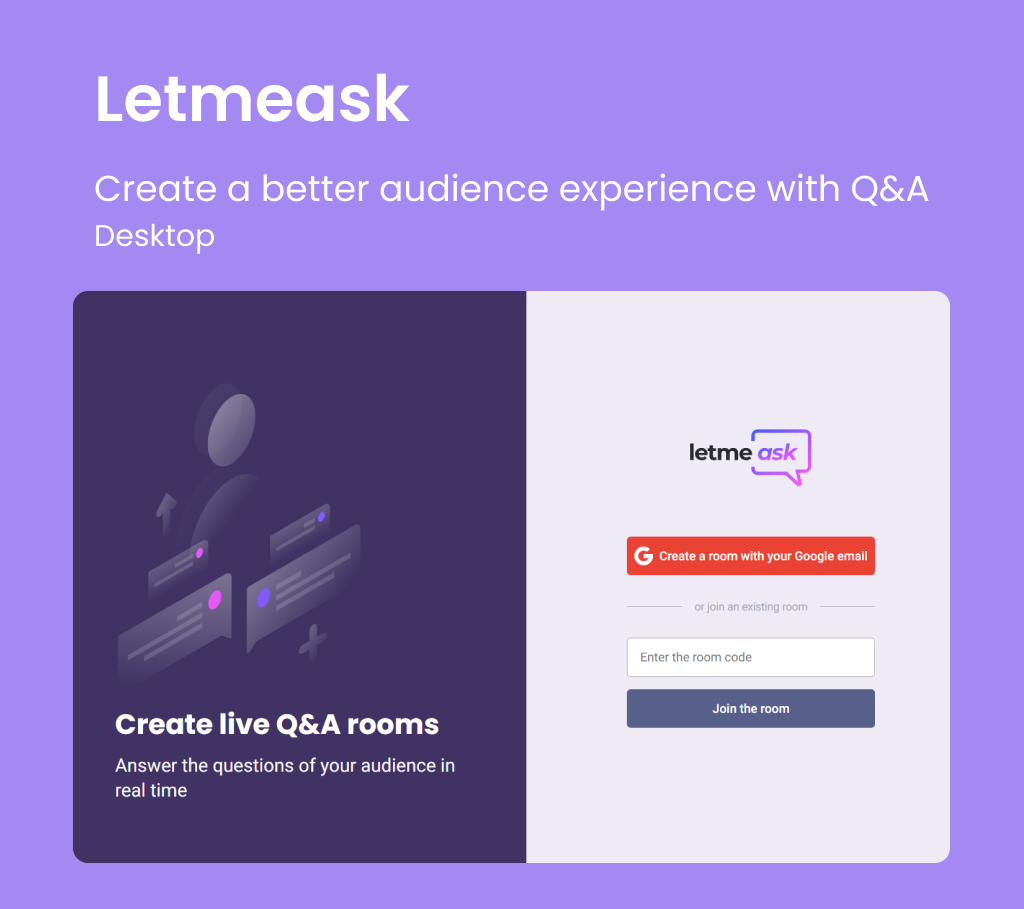 Letmeask
Create a better audience experience with Q&A
Desktop
Create live Q&A rooms
Answer the questions of your audience in
real time
letme ask
G Create a room with your Google email
or join an existing room
Enter the room code
Join the room